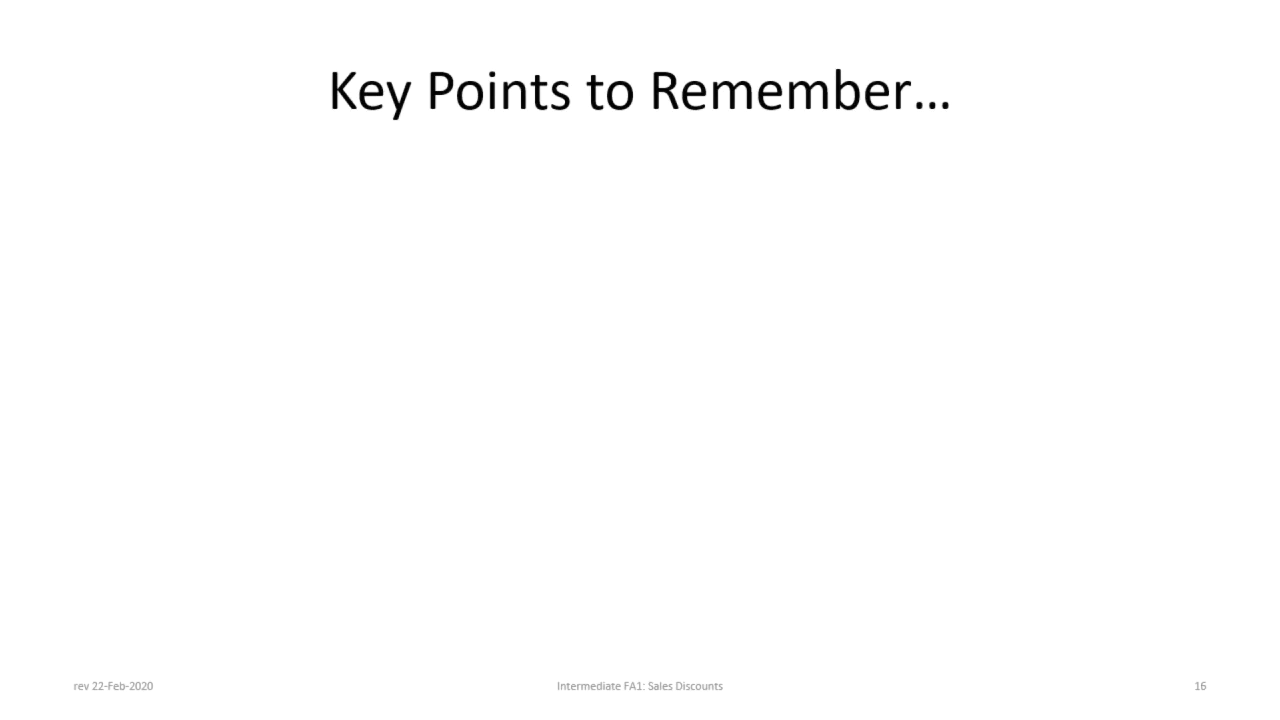 Key Points to Remember…
rev 22-Feb-2020
Intermediate FA1: Sales Discounts
16